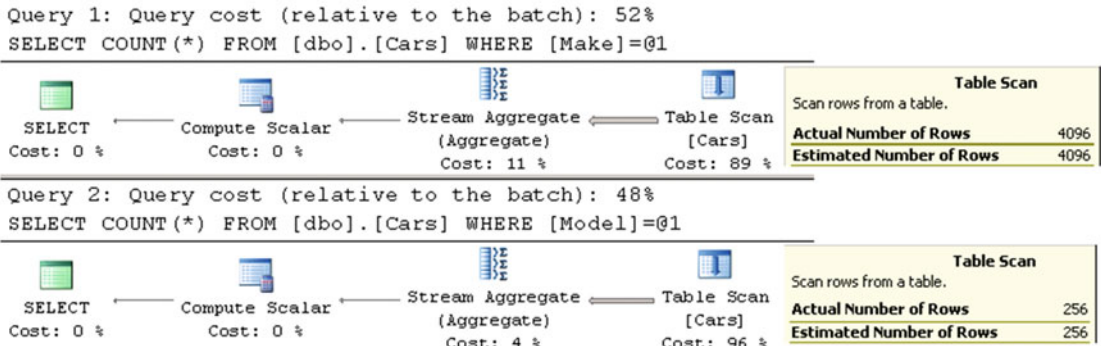 Query 1: Query cost (relative to the batch): 52%
SELECT COUNT(*) FROM [dbo].[Cars] WHERE [Make]=@1
SELECT
Cost: 0 %
Compute Scalar
Cost: 0 %
Stream Aggregate
(Aggregate)
Cost: 11 %
Table Scan
[Cars]
Cost: 89 %
Table Scan
Scan rows from a table.
Actual Number of Rows 4096
Estimated Number of Rows 4096
Query 2: Query cost (relative to the batch): 48%
SELECT COUNT(*) FROM [dbo].[Cars] WHERE [Model]=@1
SELECT
Cost: 0 %
Compute Scalar
Cost: 0 %
Stream Aggregate
(Aggregate)
Cost: 4 %
Table Scan
[Cars]
Cost: 96 %
Table Scan
Scan rows from a table.
Actual Number of Rows 256
Estimated Number of Rows 256